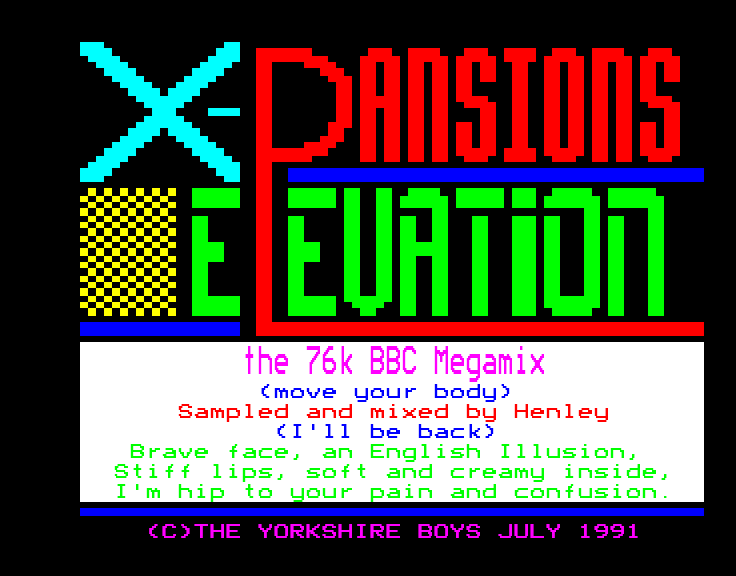 X-PANSIONS
ELEVATION
the 76k BBC Megamix
(move your body)
Sampled and mixed by Henley
(I'll be back)
Brave face, an English Illusion,
Stiff lips, soft and creamy inside,
I'm hip to your pain and confusion.
(C)THE YORKSHIRE BOYS JULY 1991